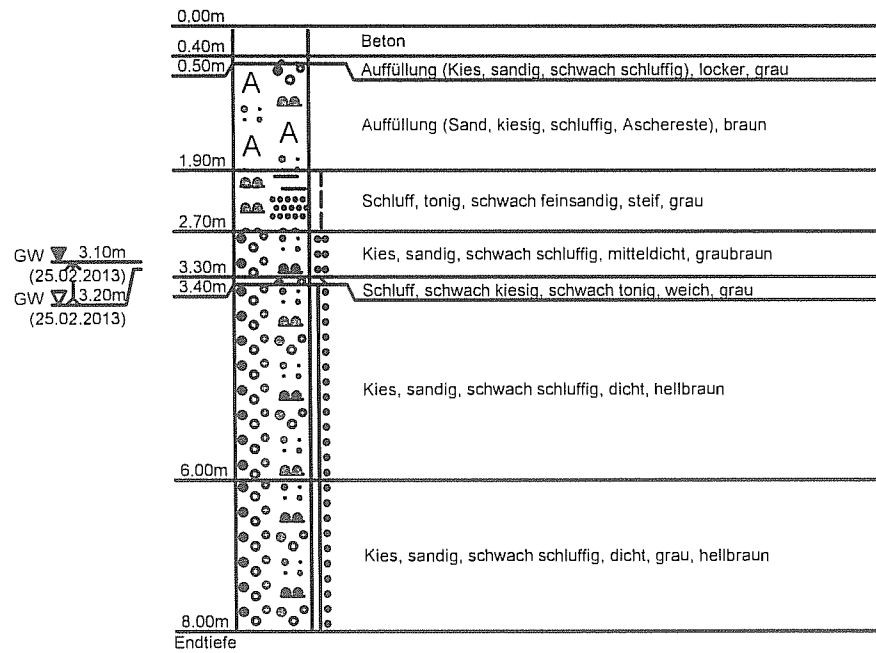 0.00m
Beton
0.40m
0.50m
Auffüllung (Kies, sandig, schwach schluffig), locker, grau
A
Auffüllung (Sand, kiesig, schluffig, Aschereste), braun
A
A
1.90m
Schluff, tonig, schwach feinsandig, steif, grau
2.70m
GW 3.10m
(25.02.2013)
Kies, sandig, schwach schluffig, mitteldicht, graubraun
3.30m
GW 3.20m
(25.02.2013)
3.40m
Schluff, schwach kiesig, schwach tonig, weich, grau
Kies, sandig, schwach schluffig, dicht, hellbraun
6.00m
Kies, sandig, schwach schluffig, dicht, grau, hellbraun
8.00m
Endtiefe